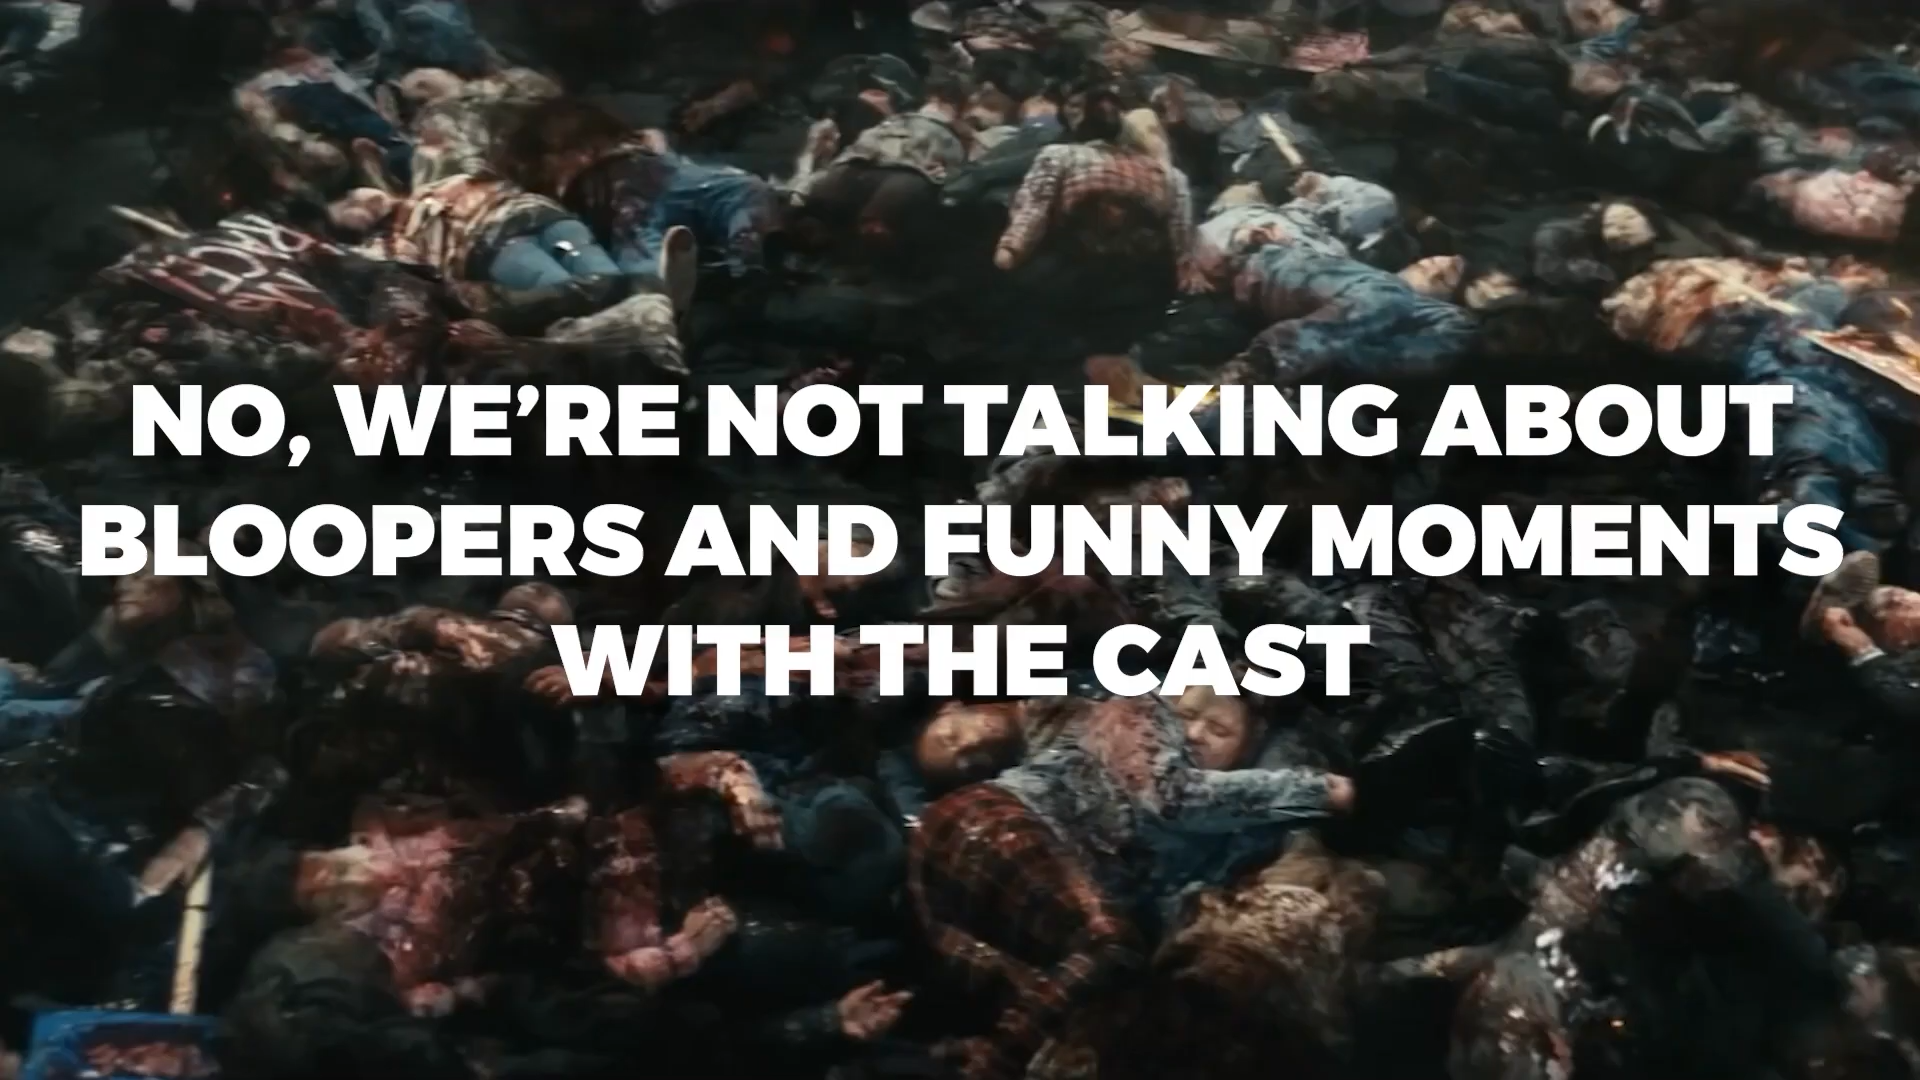 NO, WE’RE NOT TALKING ABOUT
BLOOPERS AND FUNNY MOMENTS
WITH THE CAST